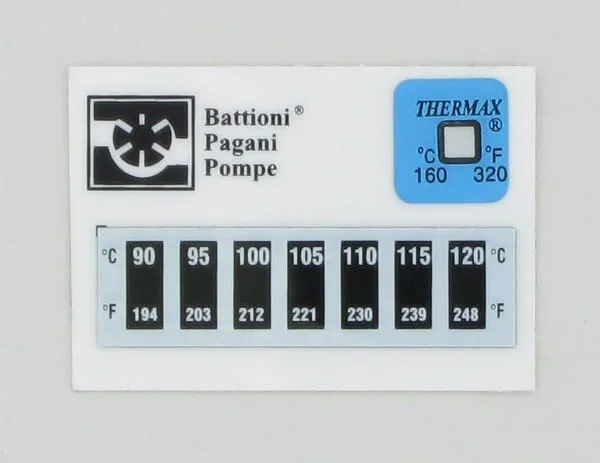 Battioni®
Pagani
Pompe
THERMAX
®
°C °F
160 320
°C 90 95 100 105 110 115 120 °C
°F 194 203 212 221 230 239 248 °F